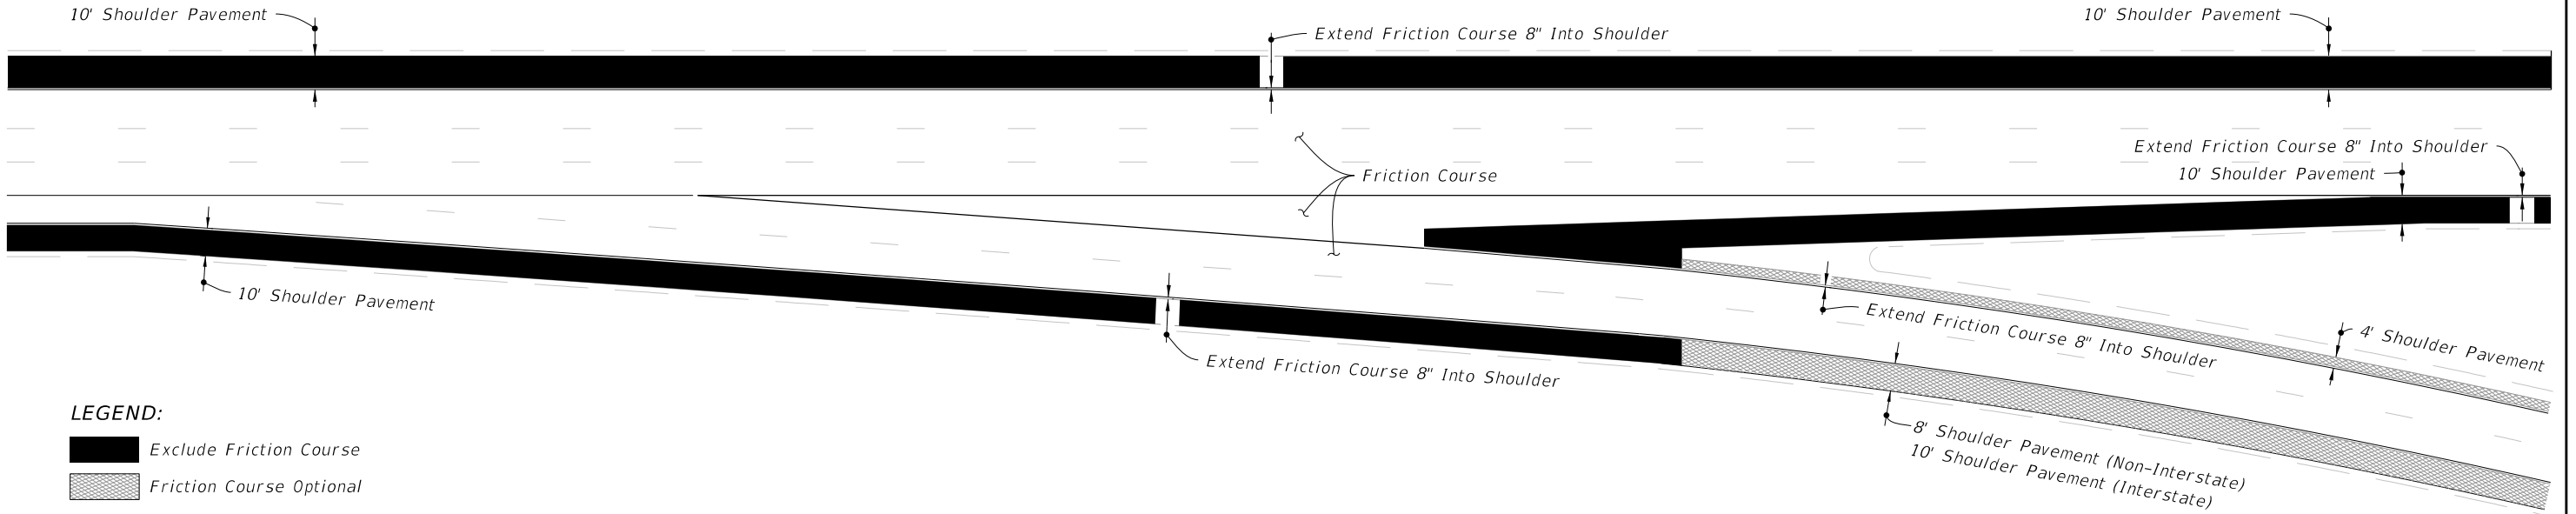 10' Shoulder Pavement
Extend Friction Course 8" Into Shoulder
10' Shoulder Pavement
Extend Friction Course 8" Into Shoulder
10' Shoulder Pavement
Friction Course
10' Shoulder Pavement
Extend Friction Course 8" Into Shoulder
Extend Friction Course 8" Into Shoulder
4' Shoulder Pavement
8' Shoulder Pavement (Non-Interstate)
10' Shoulder Pavement (Interstate)
LEGEND:
Exclude Friction Course
Friction Course Optional